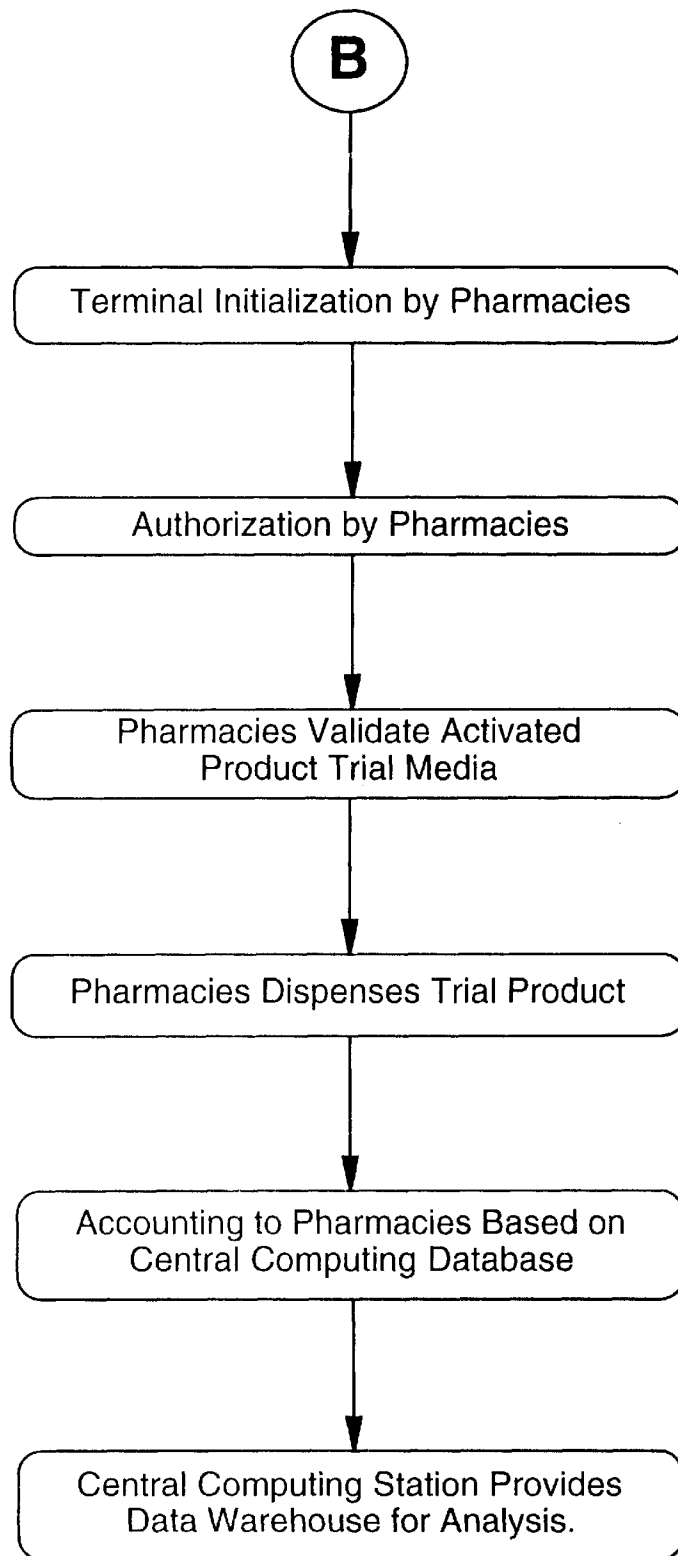 B
Terminal Initialization by Pharmacies
Authorization by Pharmacies
Pharmacies Validate Activated
Product Trial Media
Pharmacies Dispenses Trial Product
Accounting to Pharmacies Based on
Central Computing Database
Central Computing Station Provides
Data Warehouse for Analysis.